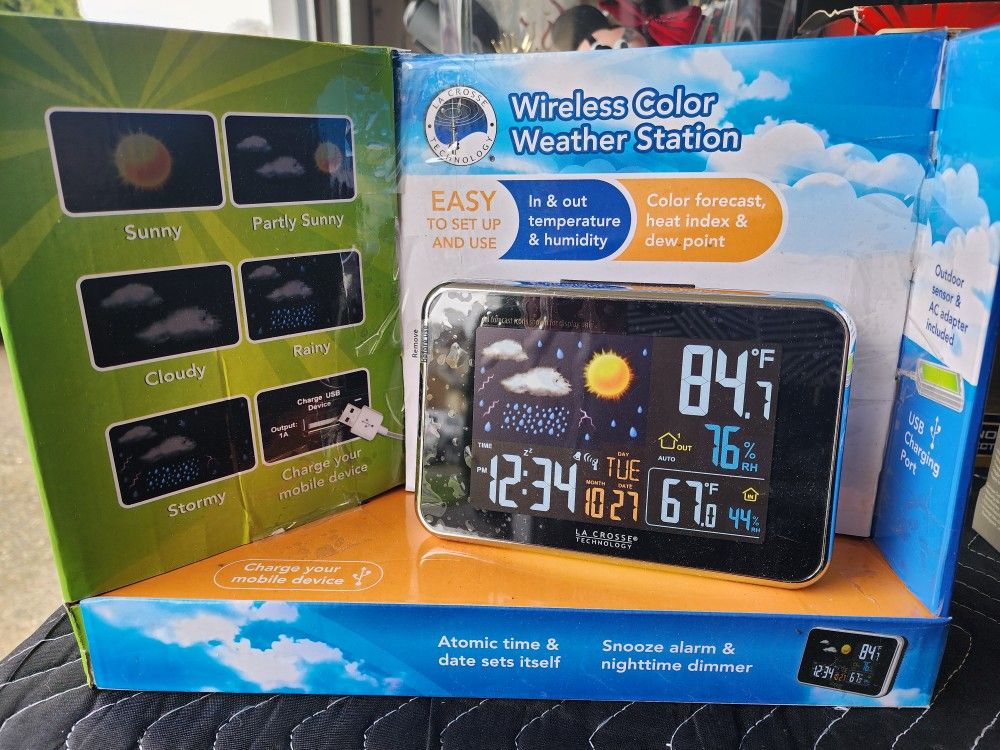 LA CROSSE
TECHNOLOGY
Wireless Color
Weather Station
EASY
TO SET UP
AND USE
In & out
temperature
& humidity
Color forecast,
heat index &
dew point
Sunny
Partly Sunny
Cloudy
Rainy
Stormy
Charge USB
Device
Output:
1A
Charge your
mobile device
Remove
84.7 °F
OUT
AUTO
76 % RH
TIME
PM 12:34
DAY
TUE
MONTH DATE
10 27
67.0 °F
IN
44 % RH
LA CROSSE®
TECHNOLOGY
Outdoor
sensor &
AC adapter
included
USB
Charging
Port
Charge your
mobile device
Atomic time &
date sets itself
Snooze alarm &
nighttime dimmer
84.7
12:34